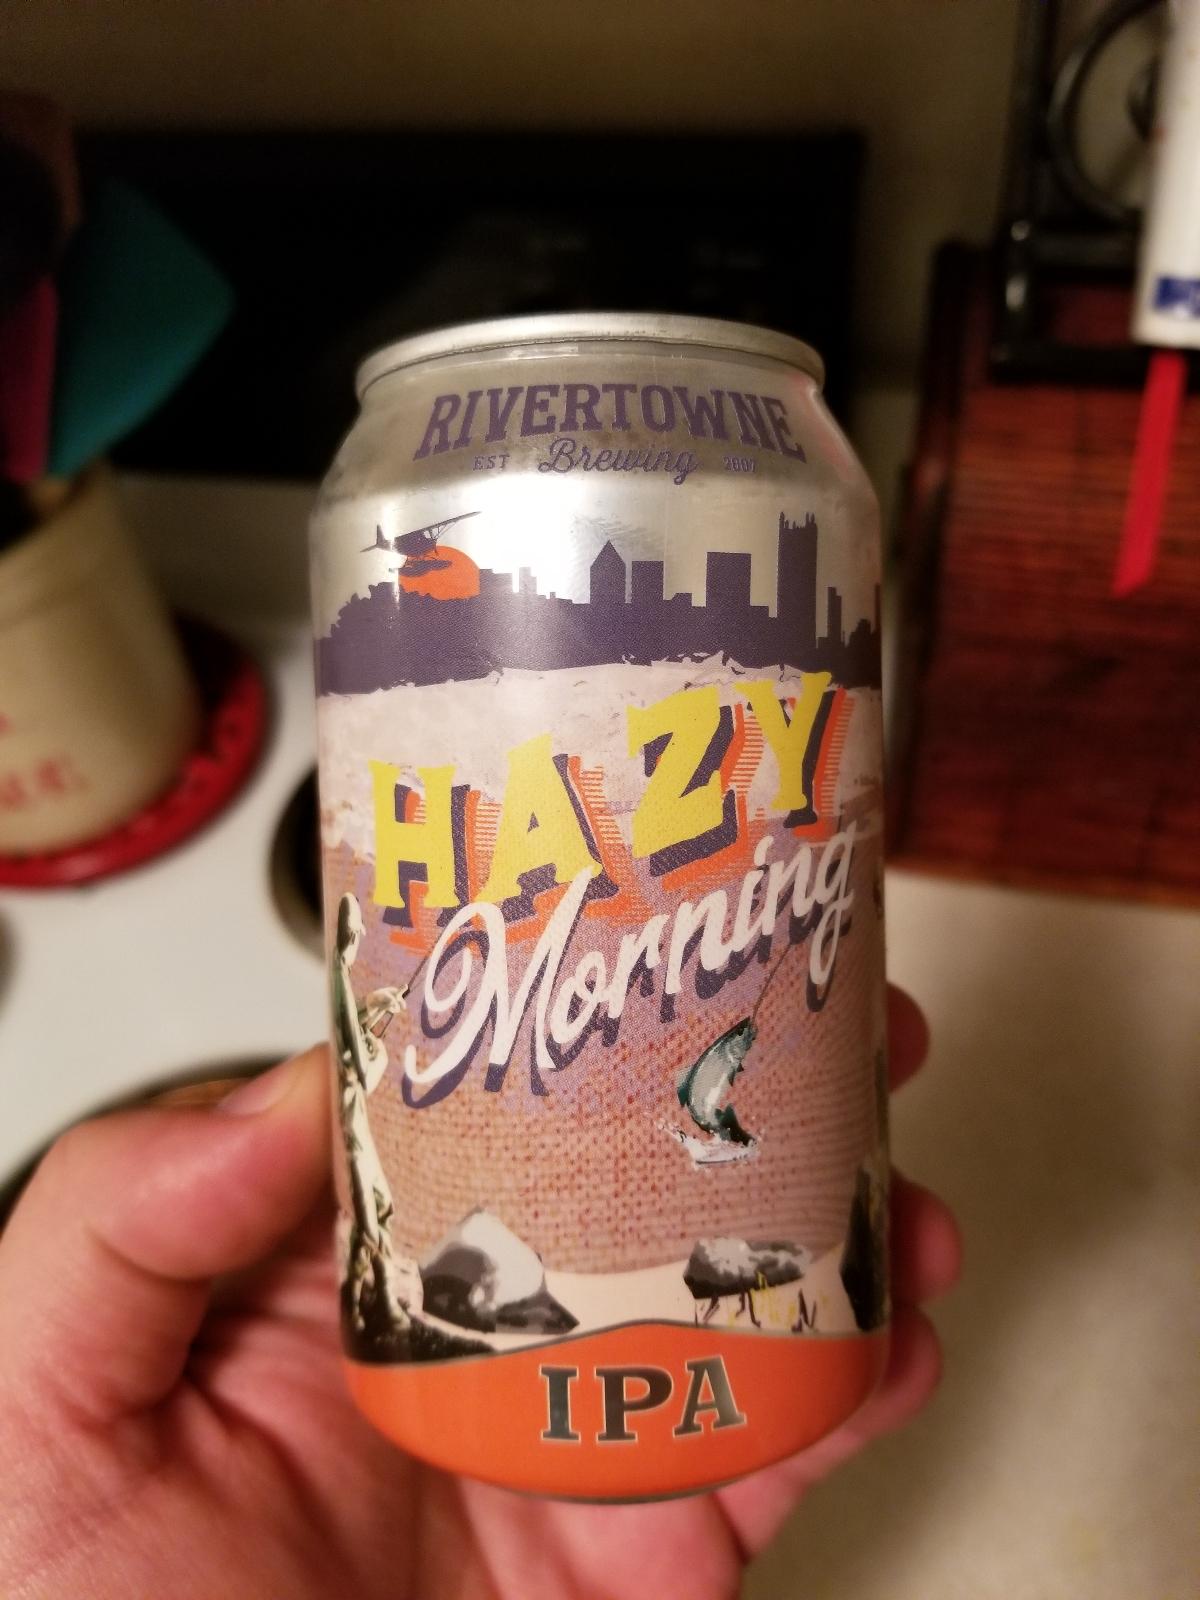 RIVERTOWNE
EST Brewing 2007
HAZY
Morning
IPA